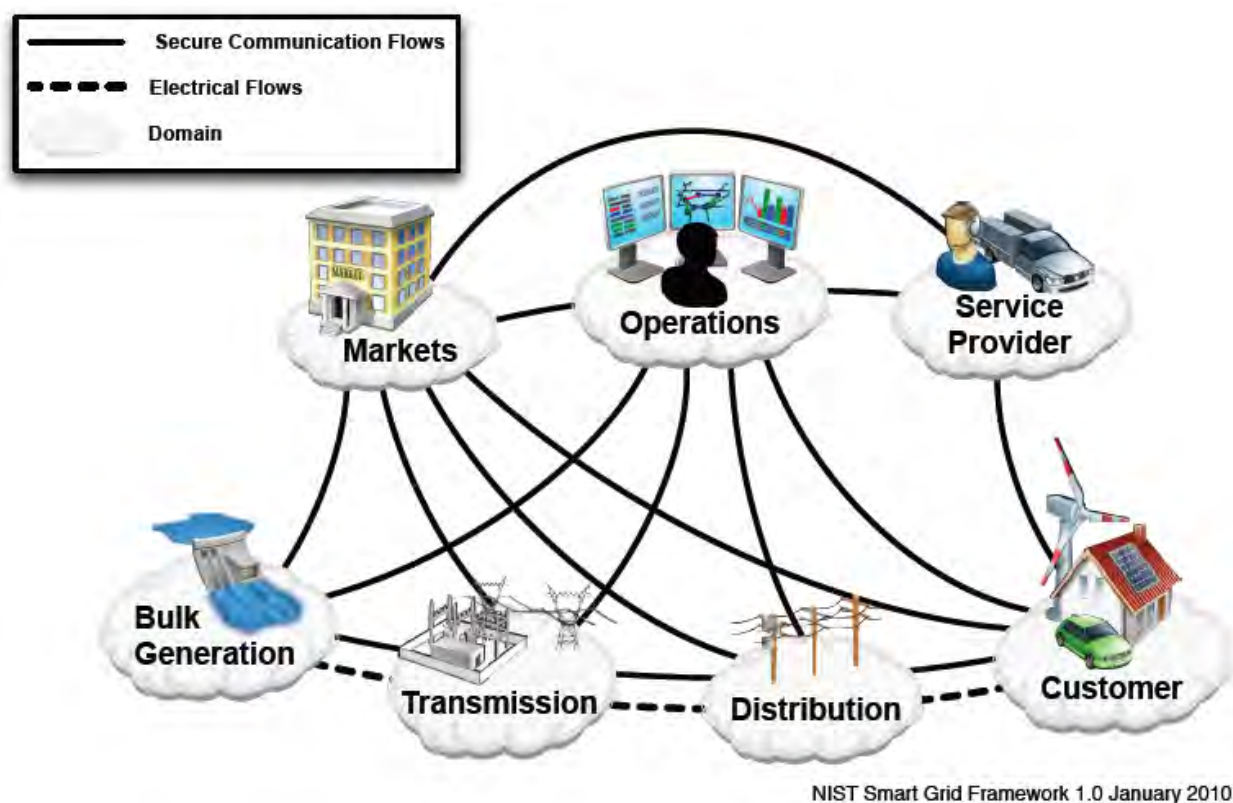 Secure Communication Flows
Electrical Flows
Domain
MARKET
Markets
Operations
Service
Provider
Bulk
Generation
Transmission
Distribution
Customer
NIST Smart Grid Framework 1.0 January 2010